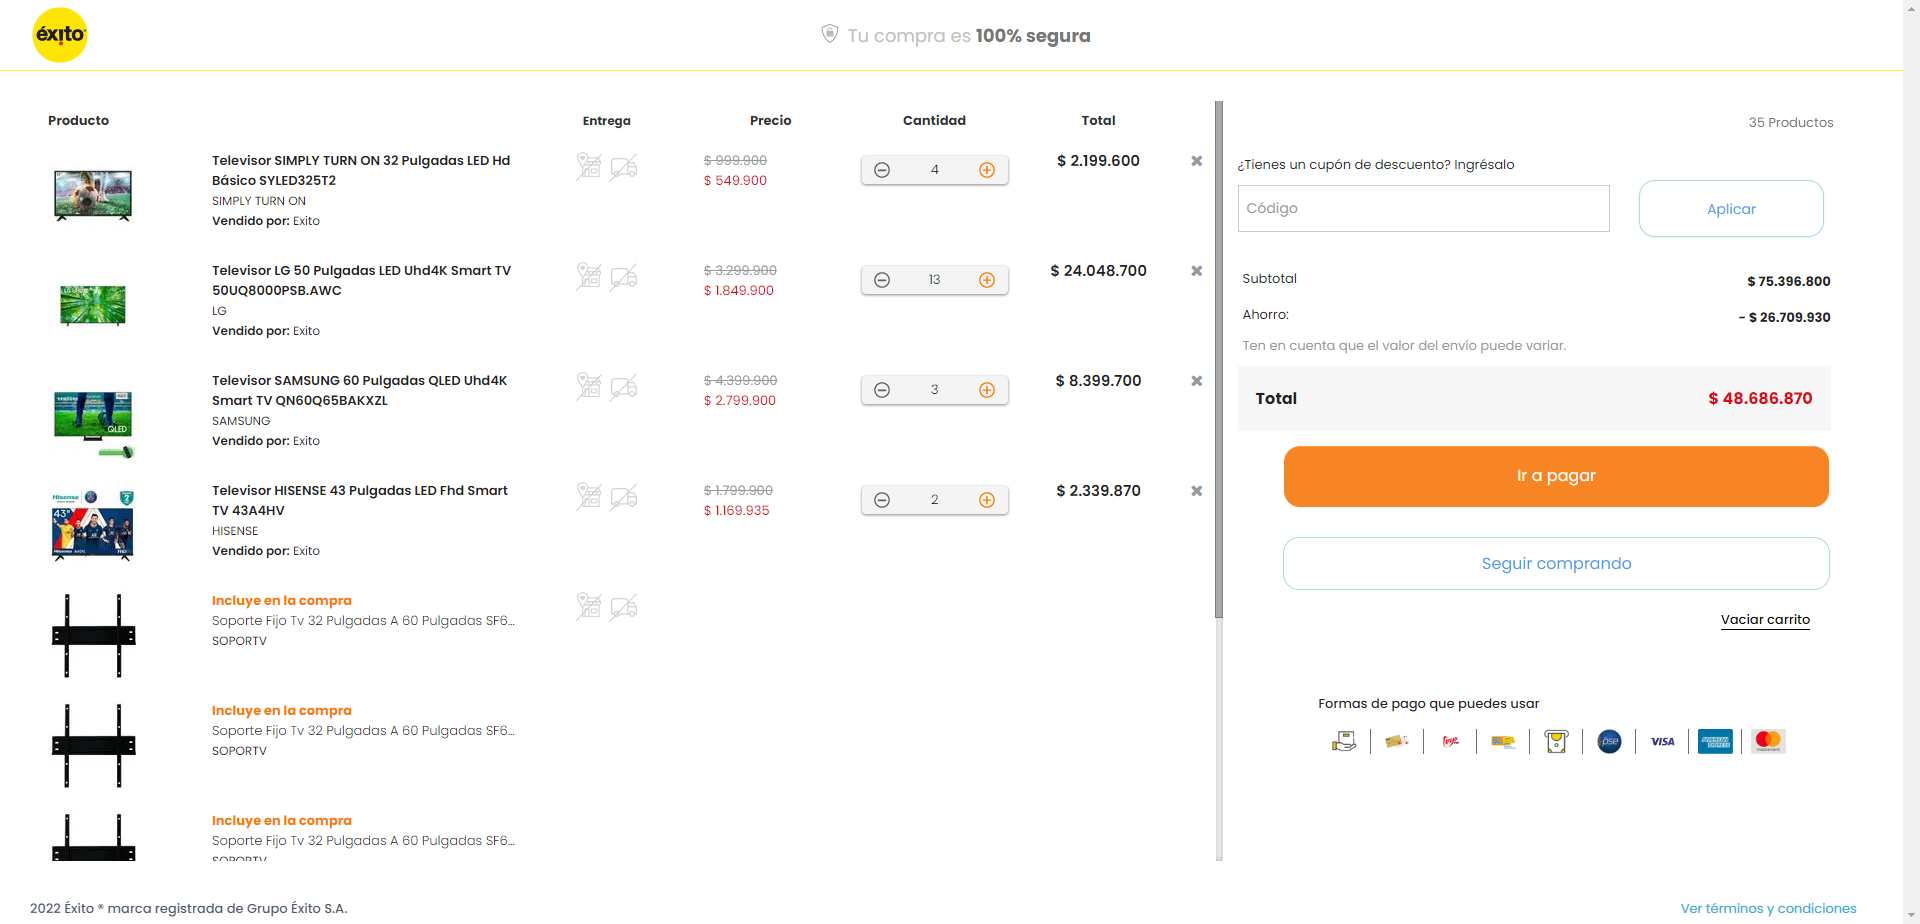 éxito
Tu compra es 100% segura
Producto Entrega Precio Cantidad Total
Televisor SIMPLY TURN ON 32 Pulgadas LED Hd
Básico SYLED325T2
SIMPLY TURN ON
Vendido por: Exito
$ 999.900
$ 549.900
4
$ 2.199.600
Televisor LG 50 Pulgadas LED Uhd4K Smart TV
50UQ8000PSB.AWC
LG
Vendido por: Exito
$ 3.299.900
$ 1.849.900
13
$ 24.048.700
Televisor SAMSUNG 60 Pulgadas QLED Uhd4K
Smart TV QN60Q65BAKXZL
SAMSUNG
Vendido por: Exito
$ 4.399.900
$ 2.799.900
3
$ 8.399.700
QLED
Televisor HISENSE 43 Pulgadas LED Fhd Smart
TV 43A4HV
HISENSE
Vendido por: Exito
$ 1.799.900
$ 1.169.935
2
$ 2.339.870
Hisense
43"
Incluye en la compra
Soporte Fijo Tv 32 Pulgadas A 60 Pulgadas SF6...
SOPORTV
Incluye en la compra
Soporte Fijo Tv 32 Pulgadas A 60 Pulgadas SF6...
SOPORTV
Incluye en la compra
Soporte Fijo Tv 32 Pulgadas A 60 Pulgadas SF6...
SOPORTV
35 Productos
¿Tienes un cupón de descuento? Ingrésalo
Código
Aplicar
Subtotal $ 75.396.800
Ahorro: - $ 26.709.930
Ten en cuenta que el valor del envío puede variar.
Total $ 48.686.870
Ir a pagar
Seguir comprando
Vaciar carrito
Formas de pago que puedes usar
pse
VISA
AMERICAN EXPRESS
2022 Éxito ® marca registrada de Grupo Éxito S.A.
Ver términos y condiciones